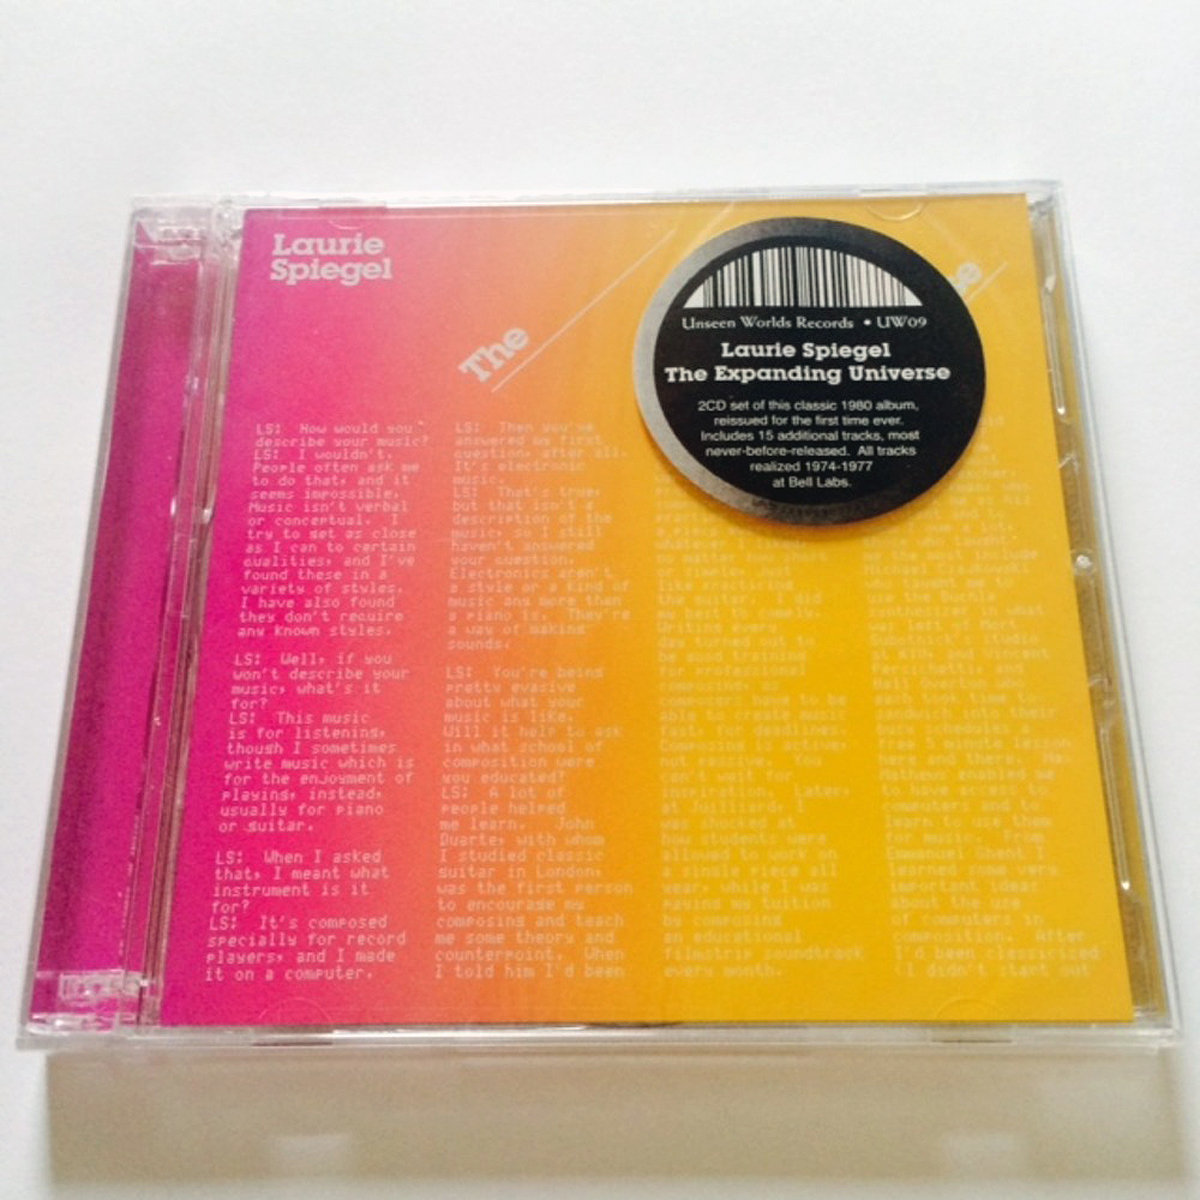 Laurie
Spiegel
The
Unseen Worlds Records • UW09
Laurie Spiegel
The Expanding Universe
2CD set of this classic 1980 album,
reissued for the first time ever.
Includes 15 additional tracks, most
never-before-released. All tracks
realized 1974-1977
at Bell Labs.
LS: How would you
describe your music?
LS: I wouldn't.
People often ask me
to do that, and it
seems impossible.
Music isn't verbal
or conceptual. I
try to get as close
as I can to certain
qualities, and I've
found these in a
variety of styles.
I have also found
they don't require
any known styles.
LS: Well, if you
won't describe your
music, what's it
for?
LS: This music
is for listening,
though I sometimes
write music which is
for the enjoyment of
playing, instead,
usually for piano
or guitar.
LS: When I asked
that, I meant what
instrument is it
for?
LS: It's composed
specially for record
players, and I made
it on a computer.
LS: Then you've
answered my first
question, after all.
It's electronic
music.
LS: That's true,
but that isn't a
description of the
music, so I still
haven't answered
your question.
Electronics aren't
a style or a kind of
music any more than
a piano is. They're
a way of making
sounds.
LS: You're being
pretty evasive
about what your
music is like.
Will it help to ask
in what school of
composition were
you educated?
LS: A lot of
people helped
me learn. John
Duarte, with whom
I studied classic
guitar in London,
was the first person
to encourage my
composing and teach
me some theory and
counterpoint. When
I told him I'd been
writing every
day turned out to
be good training
for professional
composing, as
composers have to be
able to create music
fast, for deadlines.
Composing is active,
not passive. You
can't wait for
inspiration. Later,
at Juilliard, I
was shocked at
how students were
allowed to work on
a single piece all
year, while I was
paying my tuition
by composing
an educational
filmstrip soundtrack
every month.
me the most include
Michael Czajkowski
who taught me to
use the Buchla
synthesizer in what
was left of Mort
Subotnick's studio
at NYU, and Vincent
Persichetti and
Hall Overton who
each took time to
sandwich into their
busy schedules a
free 5 minute lesson
here and there. Max
Mathews enabled me
to have access to
computers and to
learn to use them
for music. From
Emmanuel Ghent I
learned some very
important ideas
about the use
of computers in
composition. After
I'd been classicized
(I didn't start out